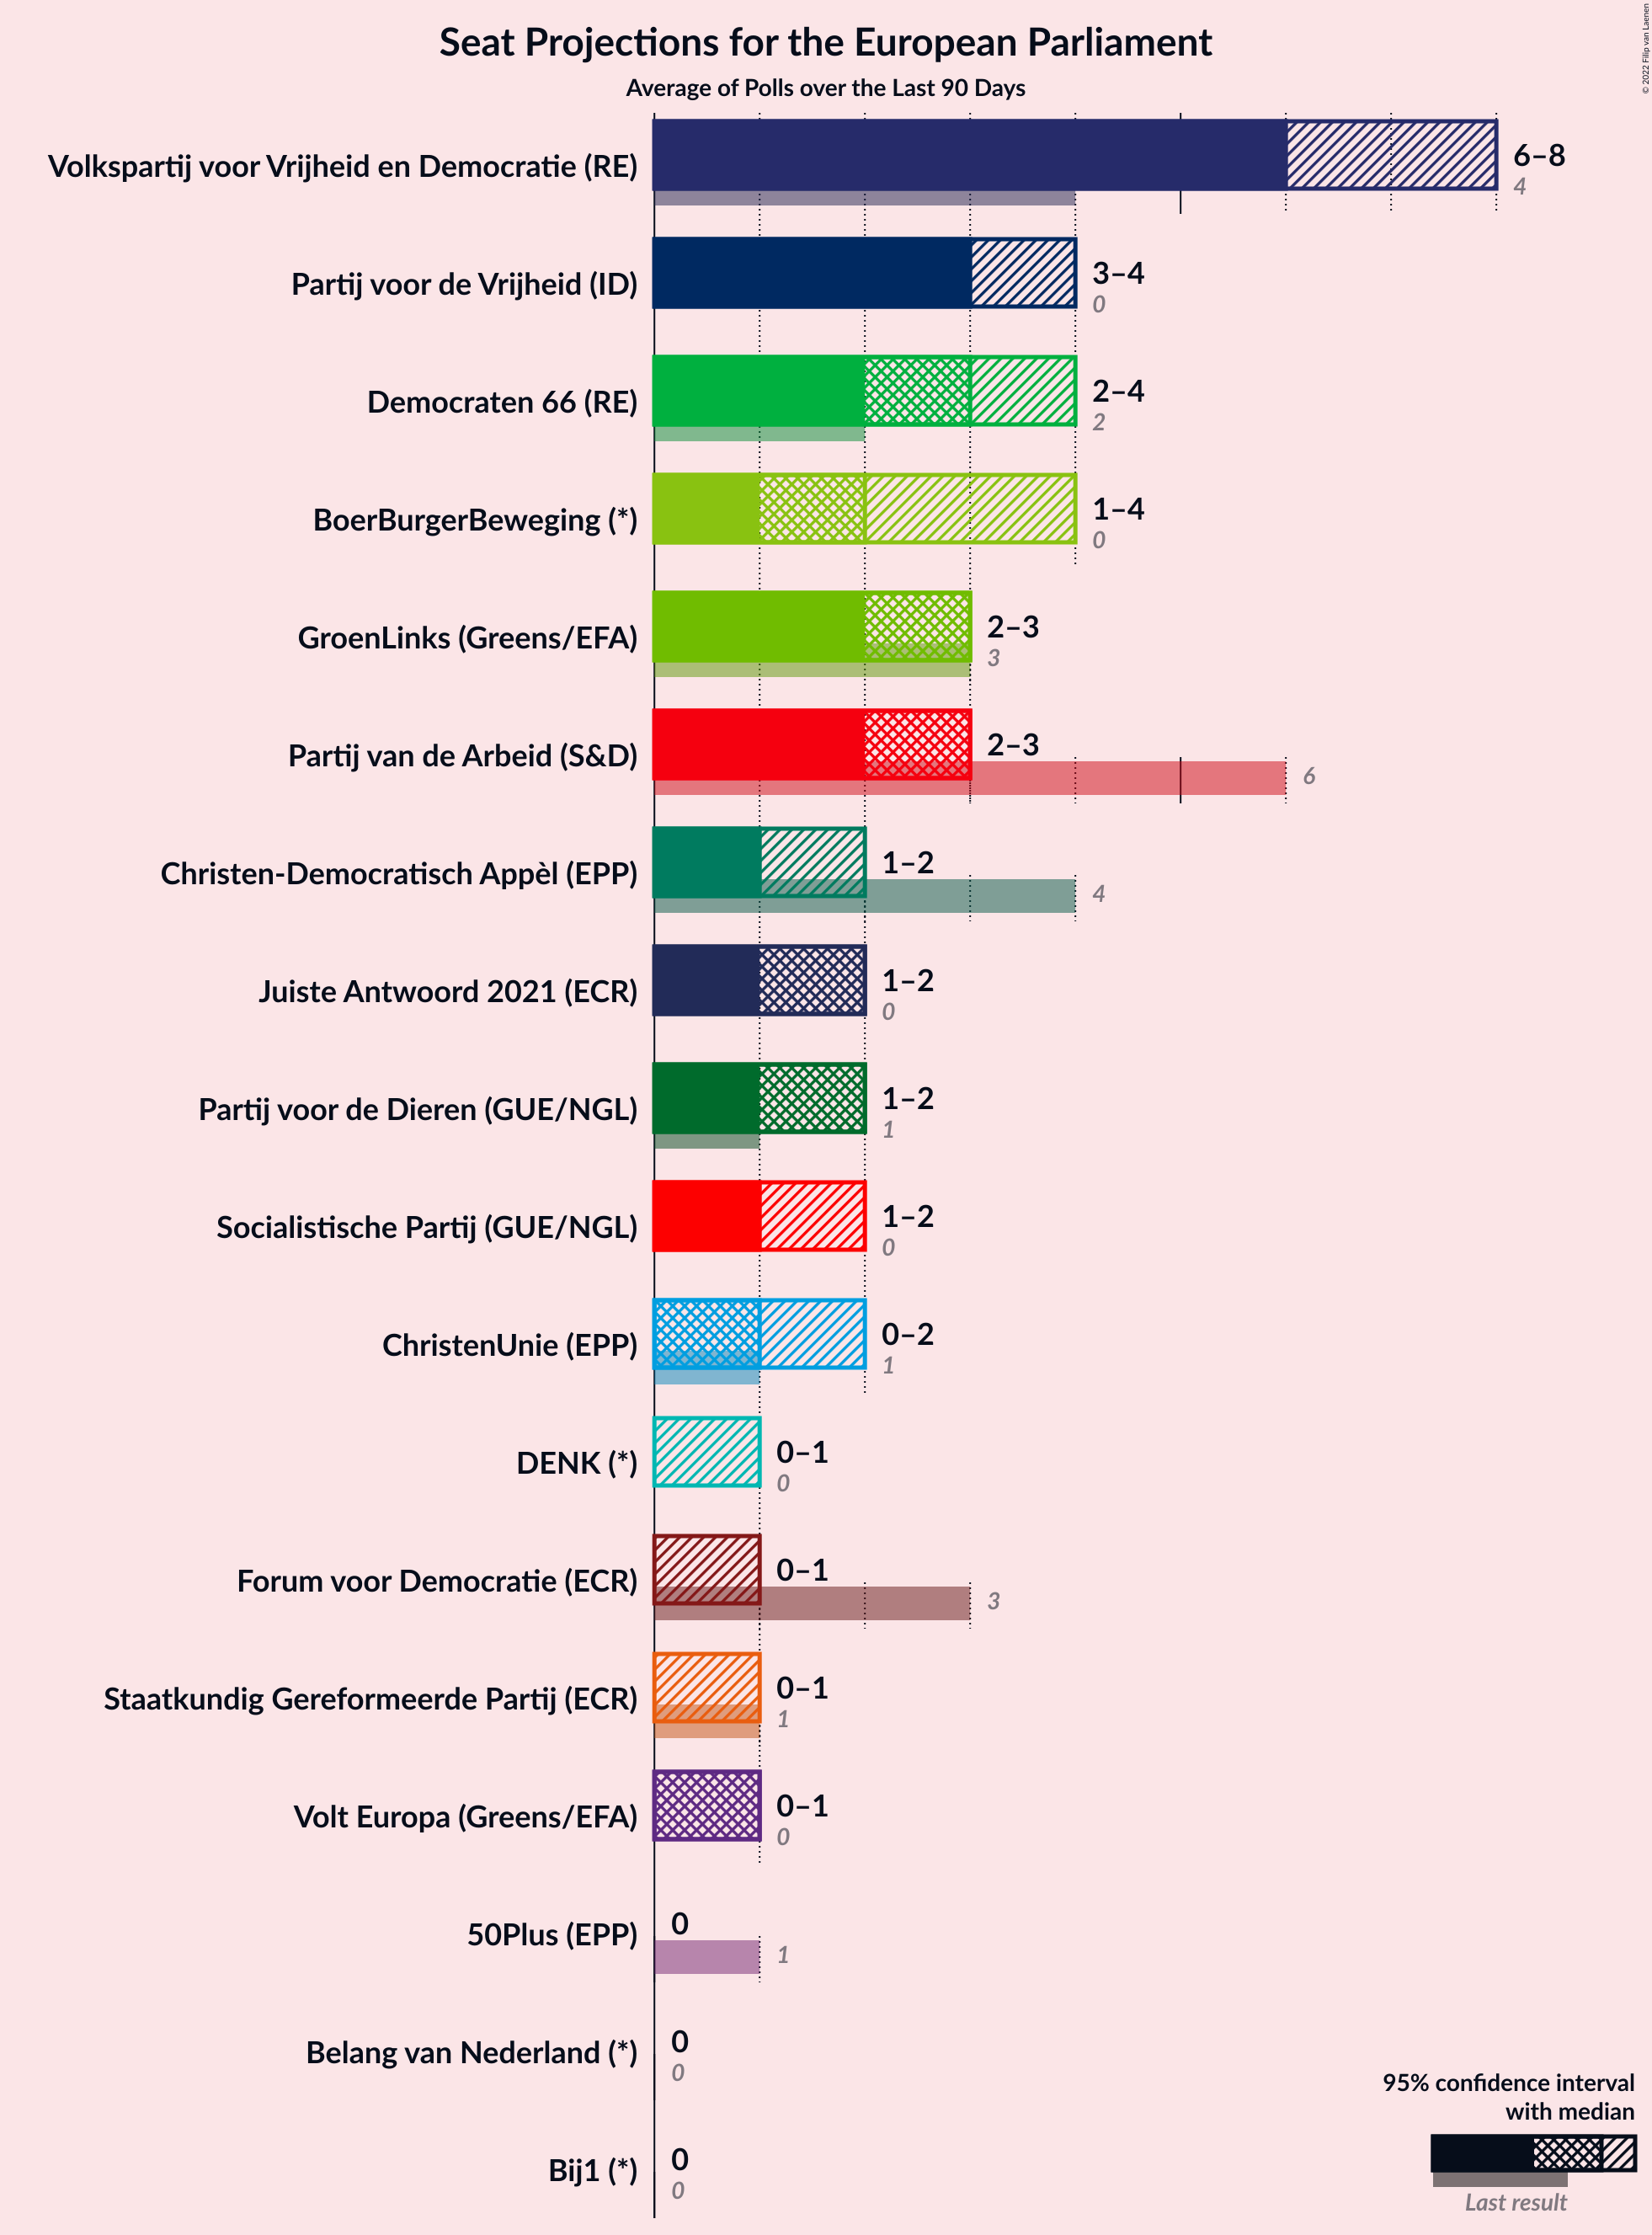 Seat Projections for the European Parliament
Average of Polls over the Last 90 Days
© 2022 Filip van Laenen
Volkspartij voor Vrijheid en Democratie (RE)
6–8
4
Partij voor de Vrijheid (ID)
3–4
0
Democraten 66 (RE)
2–4
2
BoerBurgerBeweging (*)
1–4
0
GroenLinks (Greens/EFA)
2–3
3
Partij van de Arbeid (S&D)
2–3
6
Christen-Democratisch Appèl (EPP)
1–2
4
Juiste Antwoord 2021 (ECR)
1–2
0
Partij voor de Dieren (GUE/NGL)
1–2
1
Socialistische Partij (GUE/NGL)
1–2
0
ChristenUnie (EPP)
0–2
1
DENK (*)
0–1
0
Forum voor Democratie (ECR)
0–1
3
Staatkundig Gereformeerde Partij (ECR)
0–1
1
Volt Europa (Greens/EFA)
0–1
0
50Plus (EPP)
0
1
Belang van Nederland (*)
0
0
Bij1 (*)
0
0
95% confidence interval
with median
Last result